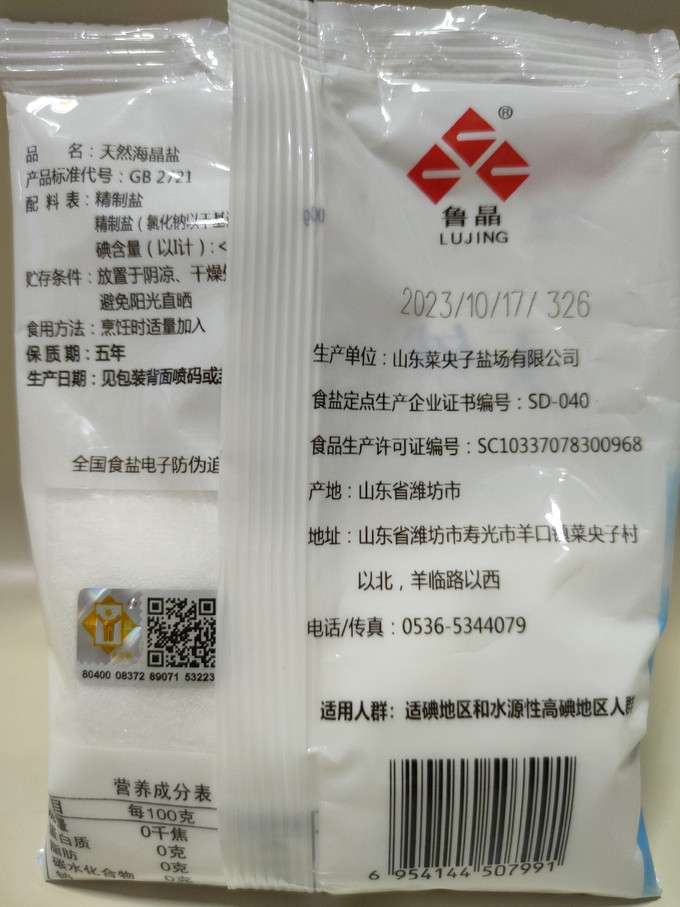 品 名：天然海晶盐
产品标准代号：GB 2721
配 料 表：精制盐
精制盐（氯化钠以干基
碘含量（以I计）:<
贮存条件：放置于阴凉、干燥
避免阳光直晒
食用方法：烹饪时适量加入
保 质 期：五年
生产日期：见包装背面喷码或
全国食盐电子防伪追
80400 08372
89071 53223
营养成分表
目 每100克
量 0千焦
蛋白质 0克
脂肪 0克
碳水化合物 0克
®
鲁晶
LUJING
2023/10/17/ 326
生产单位：山东菜央子盐场有限公司
食盐定点生产企业证书编号：SD-040
食品生产许可证编号：SC10337078300968
产地：山东省潍坊市
地址：山东省潍坊市寿光市羊口镇菜央子村
以北，羊临路以西
电话/传真：0536-5344079
适用人群：适碘地区和水源性高碘地区人群
6 954144 507991